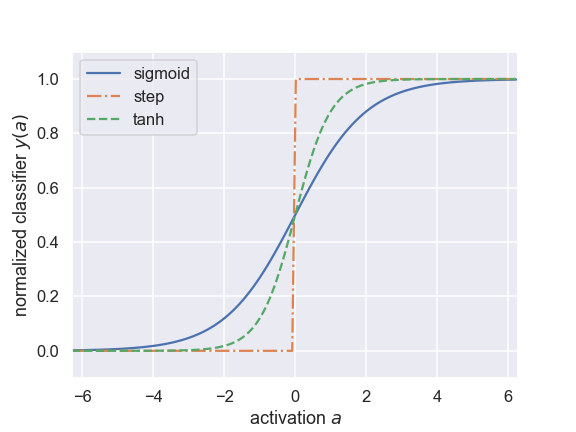 sigmoid
step
tanh
1.0
0.8
0.6
0.4
0.2
0.0
normalized classifier y(a)
−6
−4
−2
0
2
4
6
activation a